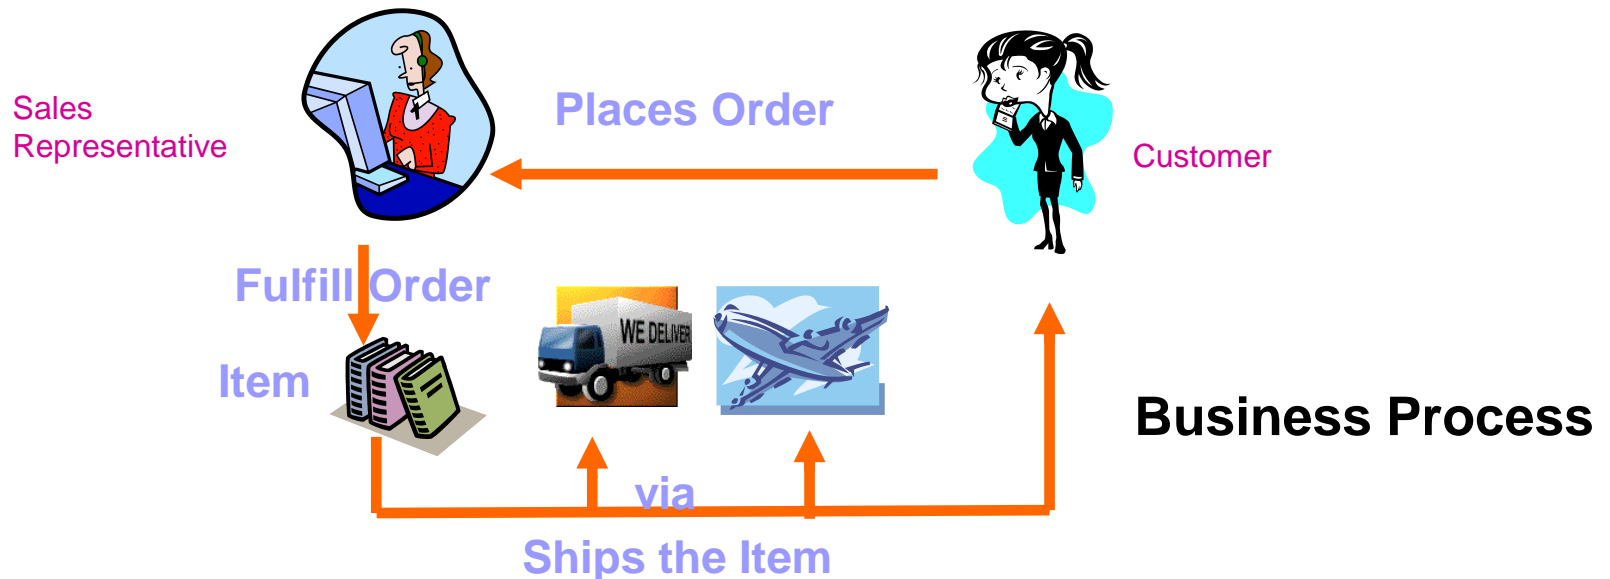 Sales
Representative
Places Order
Customer
Fulfill Order
WE DELIVER
Item
Business Process
via
Ships the Item